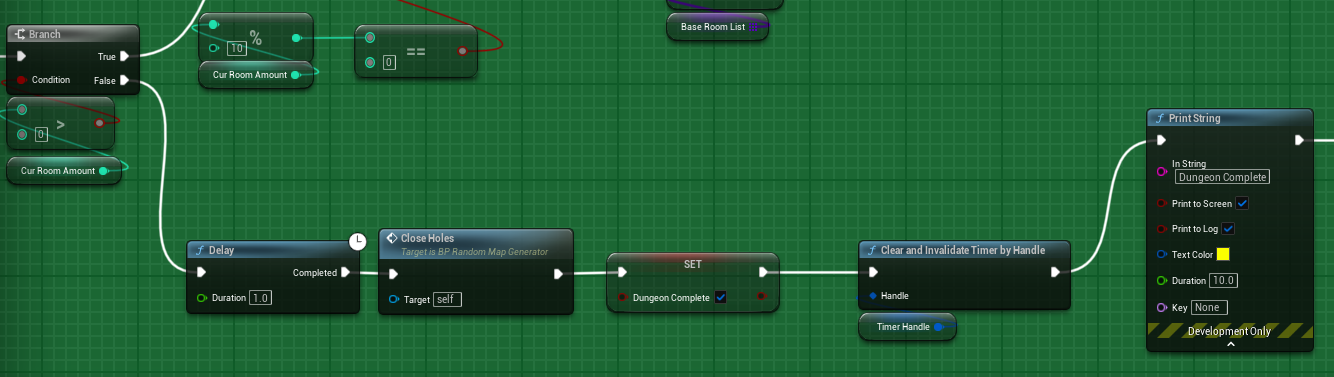 Branch
True
Condition
False
%
10
Cur Room Amount
==
0
Base Room List
>
0
Cur Room Amount
Delay
Completed
Duration 1.0
Close Holes
Target is BP Random Map Generator
Target self
SET
Dungeon Complete
Clear and Invalidate Timer by Handle
Handle
Timer Handle
Print String
In String
Dungeon Complete
Print to Screen
Print to Log
Text Color
Duration 10.0
Key None
Development Only